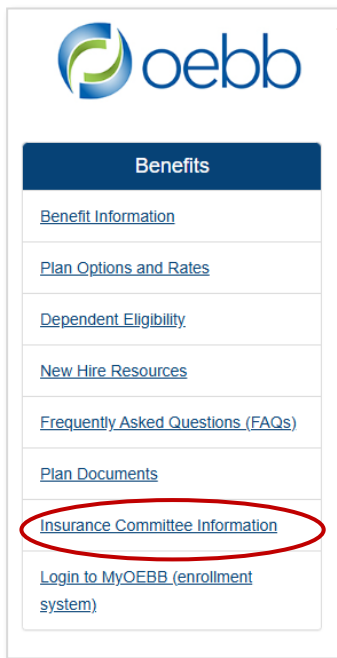 oebb
Benefits
Benefit Information
Plan Options and Rates
Dependent Eligibility
New Hire Resources
Frequently Asked Questions (FAQs)
Plan Documents
Insurance Committee Information
Login to MyOEBB (enrollment
system)